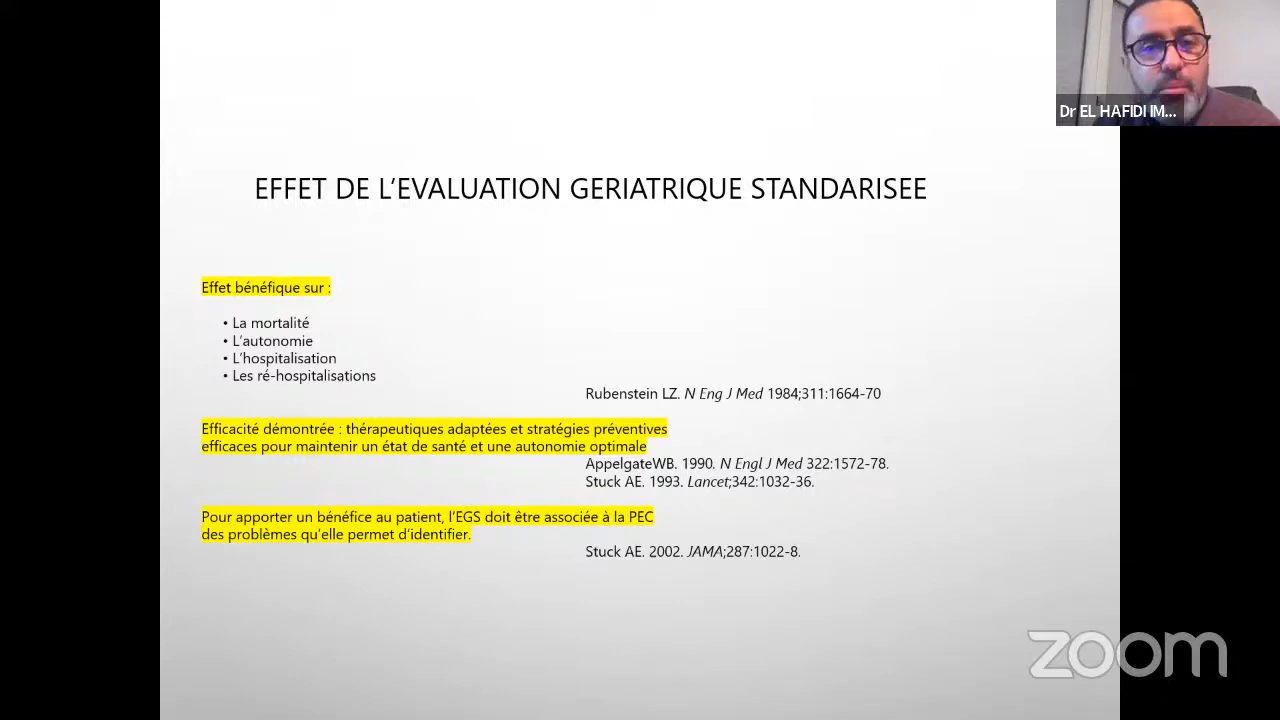 Dr EL HAFIDI IM...
EFFET DE L’EVALUATION GERIATRIQUE STANDARISEE
Effet bénéfique sur :
• La mortalité
• L’autonomie
• L’hospitalisation
• Les ré-hospitalisations
Rubenstein LZ. N Eng J Med 1984;311:1664-70
Efficacité démontrée : thérapeutiques adaptées et stratégies préventives
efficaces pour maintenir un état de santé et une autonomie optimale
AppelgateWB. 1990. N Engl J Med 322:1572-78.
Stuck AE. 1993. Lancet;342:1032-36.
Pour apporter un bénéfice au patient, l’EGS doit être associée à la PEC
des problèmes qu’elle permet d’identifier.
Stuck AE. 2002. JAMA;287:1022-8.
zoom